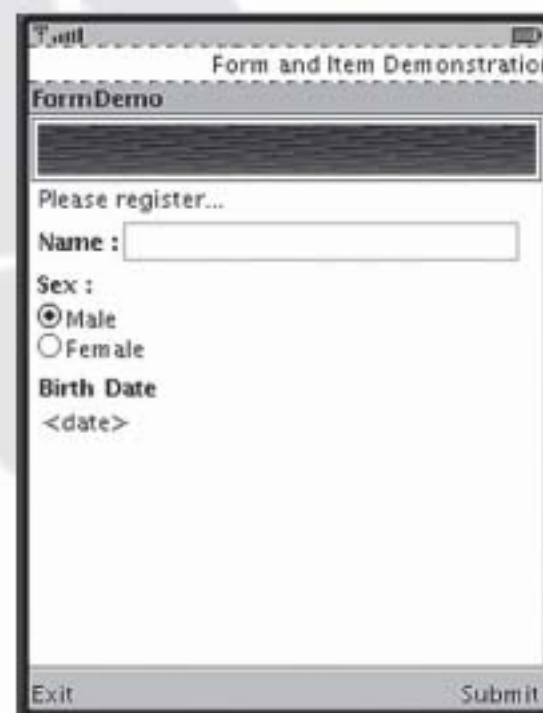 Form and Item Demonstratio
FormDemo
Please register...
Name :
Sex :
Male
Female
Birth Date
<date>
Exit
Submit